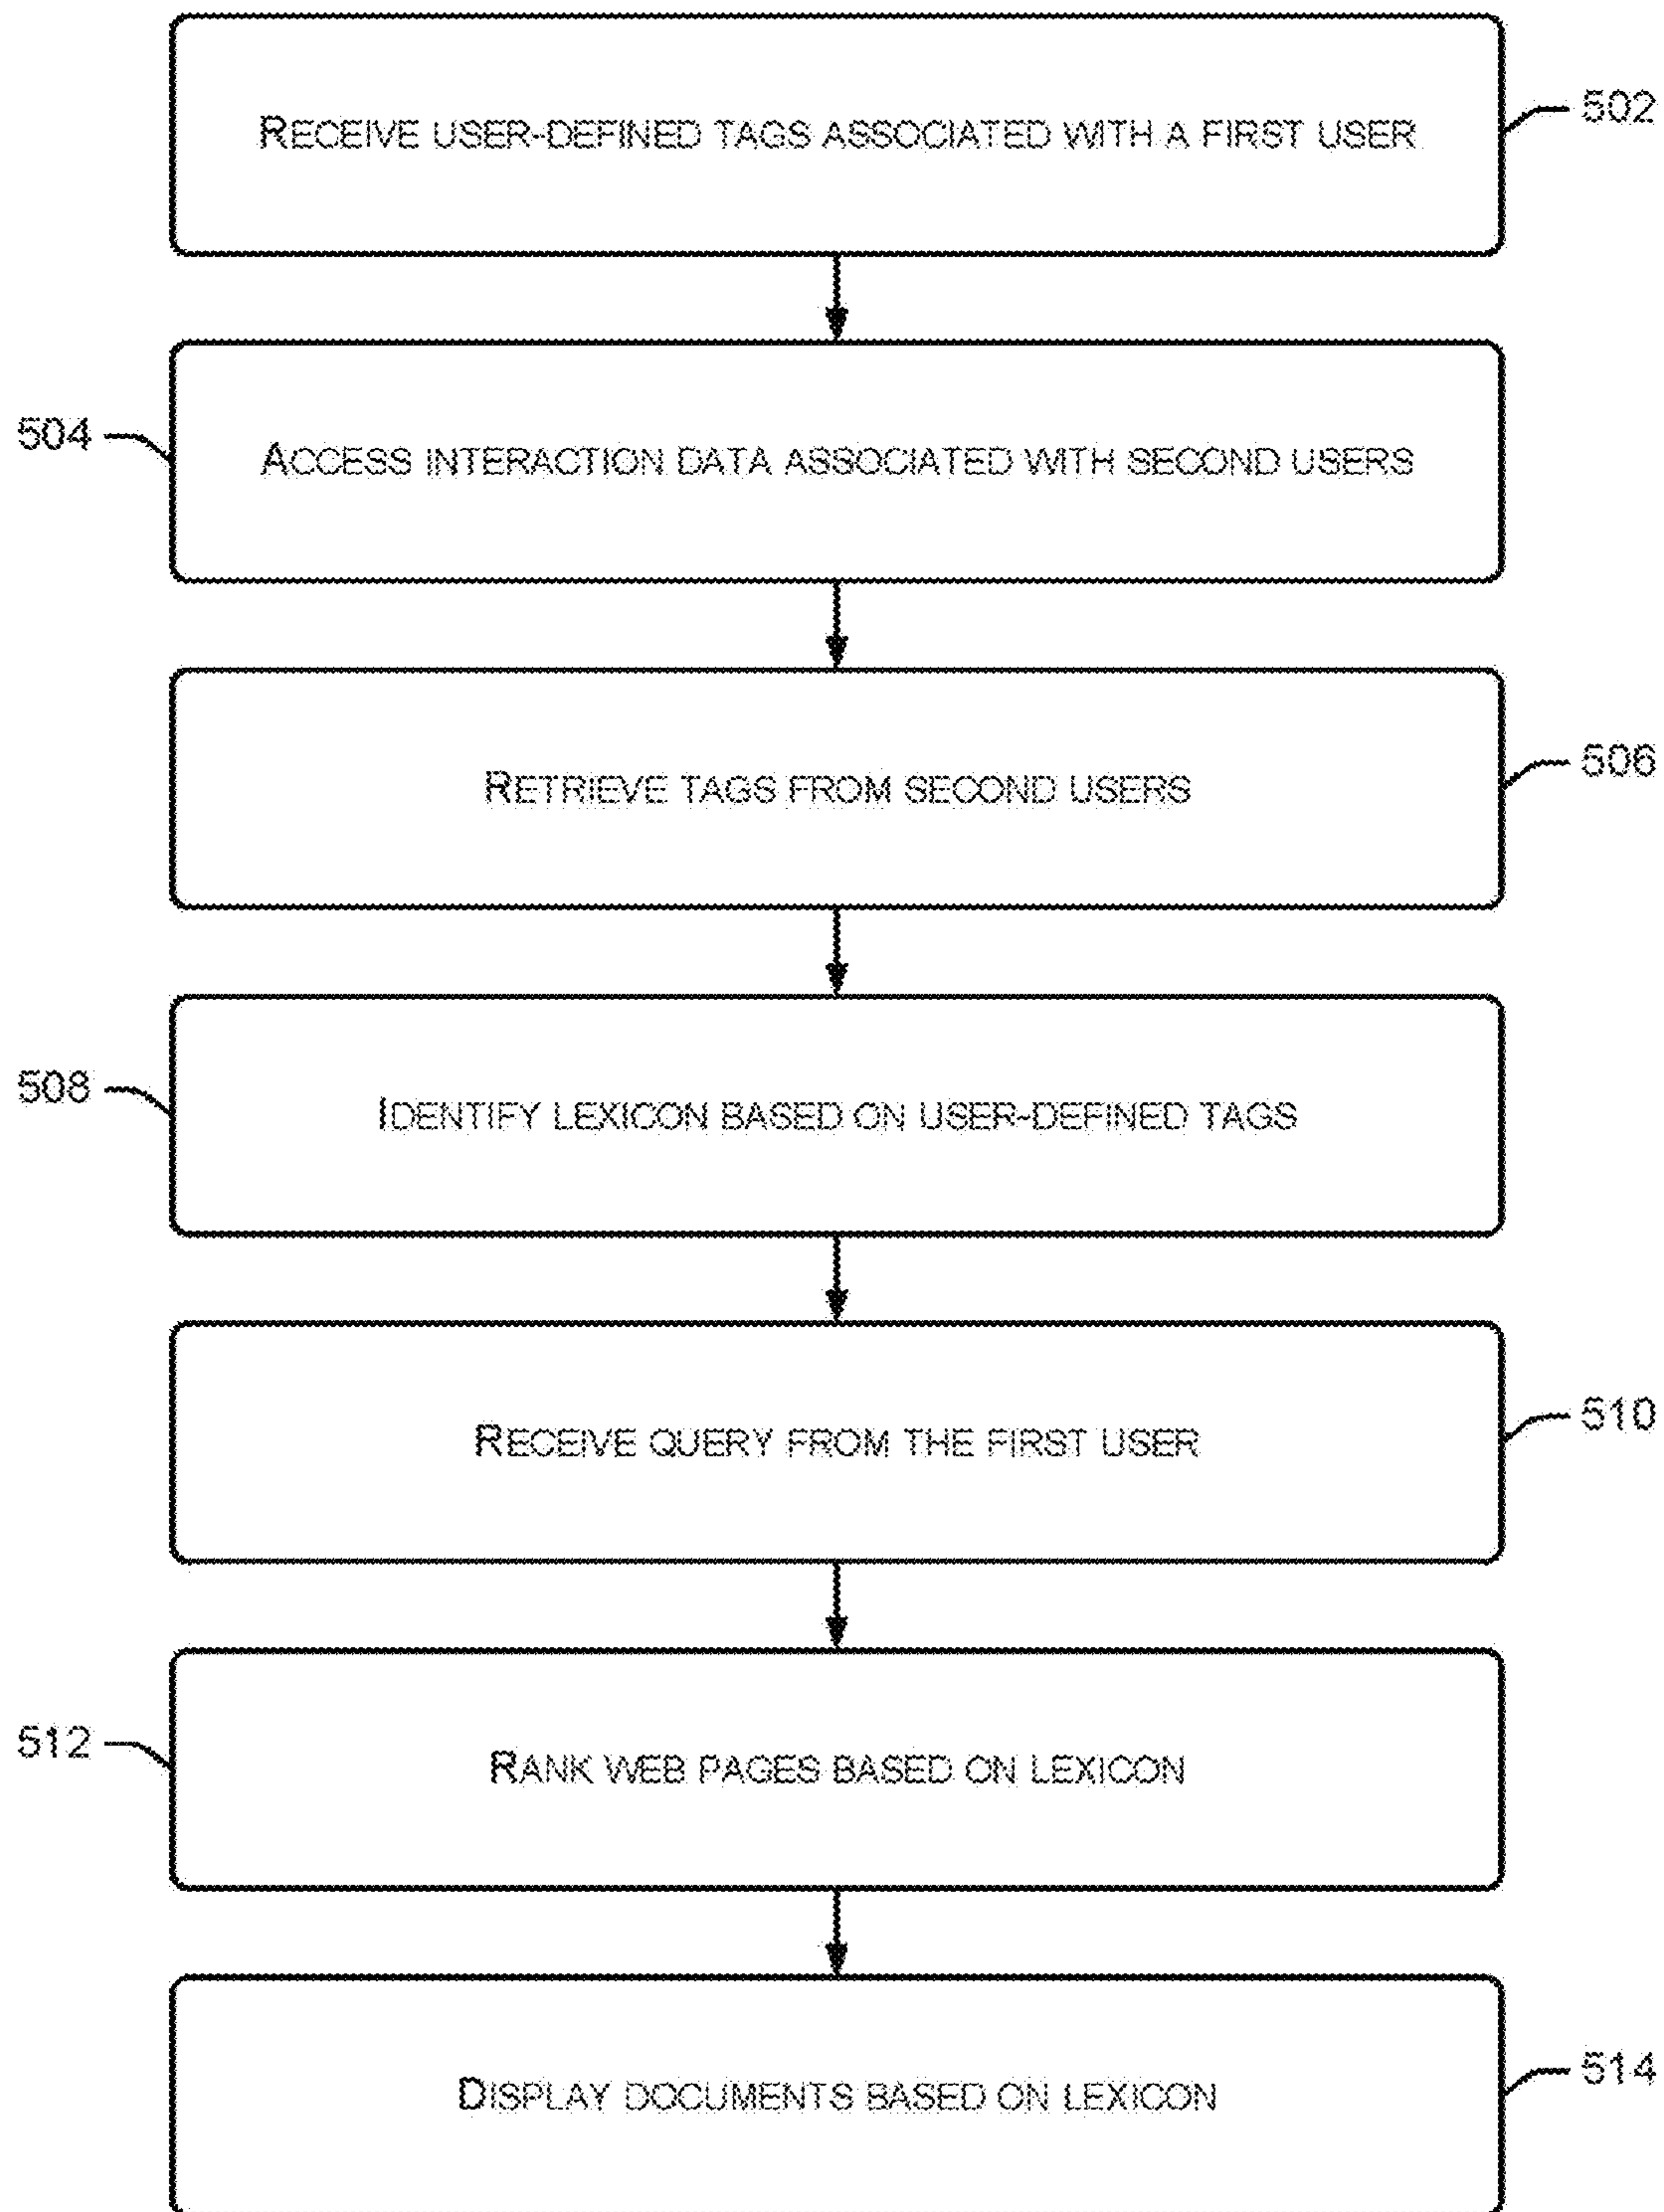 RECEIVE USER-DEFINED TAGS ASSOCIATED WITH A FIRST USER
502
504
ACCESS INTERACTION DATA ASSOCIATED WITH SECOND USERS
RETRIEVE TAGS FROM SECOND USERS
506
508
IDENTIFY LEXICON BASED ON USER-DEFINED TAGS
RECEIVE QUERY FROM THE FIRST USER
510
512
RANK WEB PAGES BASED ON LEXICON
DISPLAY DOCUMENTS BASED ON LEXICON
514